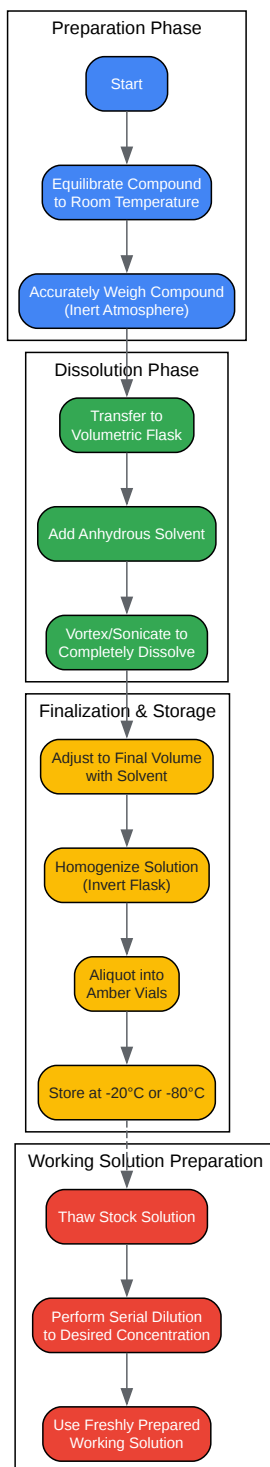 Preparation Phase
Start
Equilibrate Compound
to Room Temperature
Accurately Weigh Compound
(Inert Atmosphere)
Dissolution Phase
Transfer to
Volumetric Flask
Add Anhydrous Solvent
Vortex/Sonicate to
Completely Dissolve
Finalization & Storage
Adjust to Final Volume
with Solvent
Homogenize Solution
(Invert Flask)
Aliquot into
Amber Vials
Store at -20°C or -80°C
Working Solution Preparation
Thaw Stock Solution
Perform Serial Dilution
to Desired Concentration
Use Freshly Prepared
Working Solution